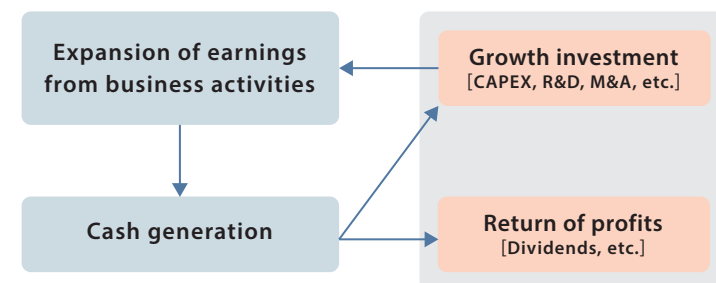 Expansion of earnings
from business activities
Growth investment
[CAPEX, R&D, M&A, etc.]
Cash generation
Return of profits
[Dividends, etc.]